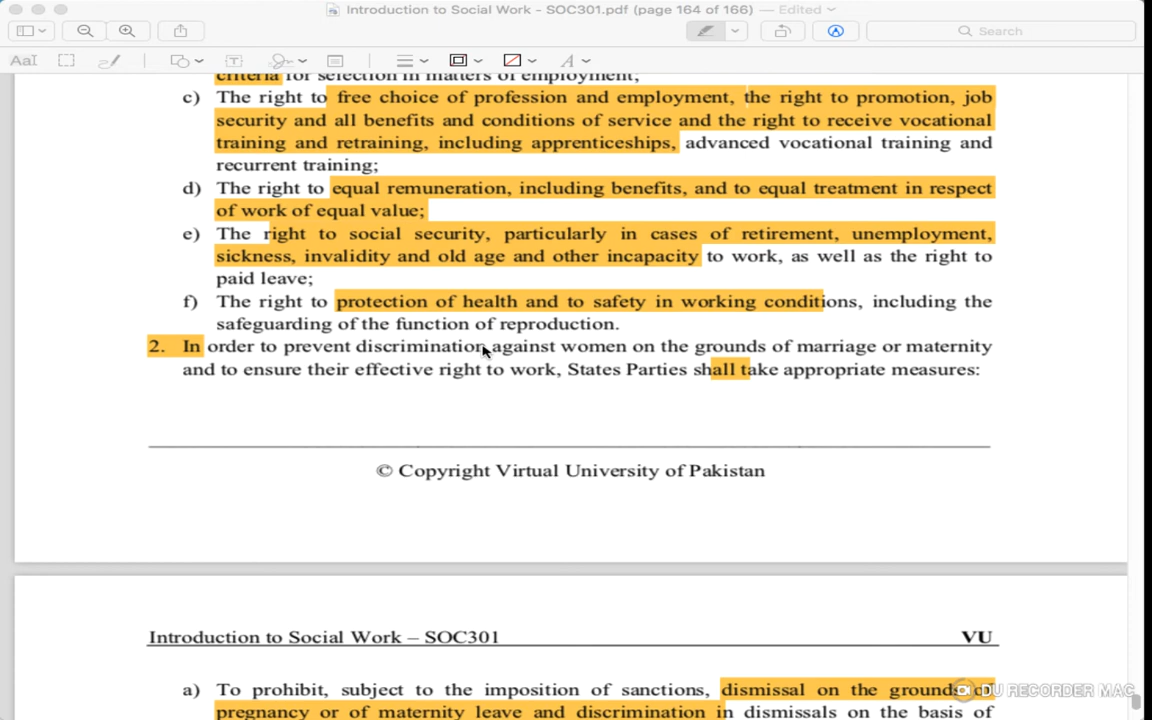 Introduction to Social Work - SOC301.pdf (page 164 of 166) — Edited
Search
AaI
T
A
criteria for selection in matters of employment;
c) The right to free choice of profession and employment, the right to promotion, job
security and all benefits and conditions of service and the right to receive vocational
training and retraining, including apprenticeships, advanced vocational training and
recurrent training;
d) The right to equal remuneration, including benefits, and to equal treatment in respect
of work of equal value;
e) The right to social security, particularly in cases of retirement, unemployment,
sickness, invalidity and old age and other incapacity to work, as well as the right to
paid leave;
f) The right to protection of health and to safety in working conditions, including the
safeguarding of the function of reproduction.
2. In order to prevent discrimination against women on the grounds of marriage or maternity
and to ensure their effective right to work, States Parties shall take appropriate measures:
© Copyright Virtual University of Pakistan
Introduction to Social Work – SOC301 VU
a) To prohibit, subject to the imposition of sanctions, dismissal on the grounds of
pregnancy or of maternity leave and discrimination in dismissals on the basis of
DU RECORDER MAC